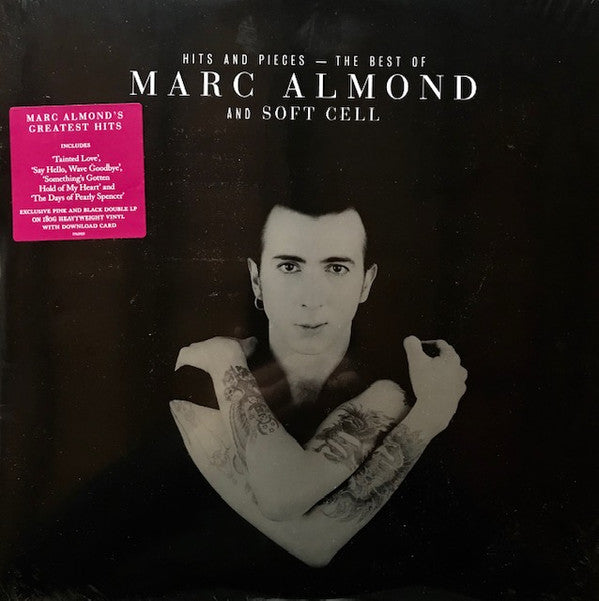 HITS AND PIECES – THE BEST OF
MARC ALMOND
AND SOFT CELL
MARC ALMOND'S
GREATEST HITS
INCLUDES
'Tainted Love',
'Say Hello, Wave Goodbye',
'Something's Gotten
Hold of My Heart' and
'The Days of Pearly Spencer'
EXCLUSIVE PINK AND BLACK DOUBLE LP
ON 180G HEAVYWEIGHT VINYL
WITH DOWNLOAD CARD